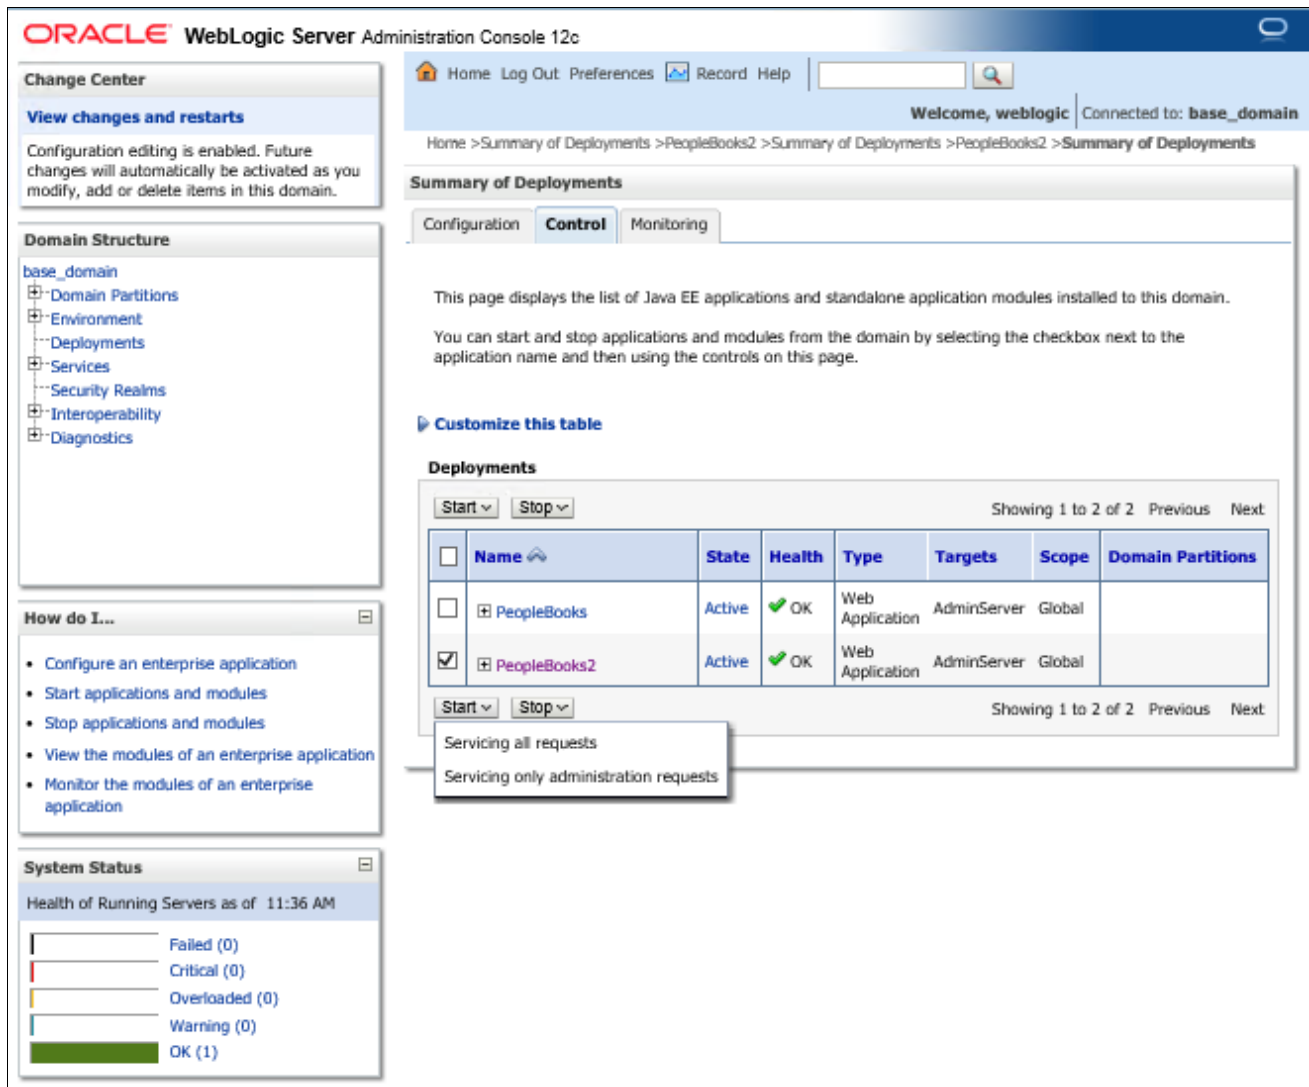 ORACLE WebLogic Server Administration Console 12c
Change Center
View changes and restarts
Configuration editing is enabled. Future
changes will automatically be activated as you
modify, add or delete items in this domain.
Domain Structure
base_domain
Domain Partitions
Environment
Deployments
Services
Security Realms
Interoperability
Diagnostics
How do I...
Configure an enterprise application
Start applications and modules
Stop applications and modules
View the modules of an enterprise application
Monitor the modules of an enterprise
application
System Status
Health of Running Servers as of 11:36 AM
Failed (0)
Critical (0)
Overloaded (0)
Warning (0)
OK (1)
Home Log Out Preferences Record Help
Welcome, weblogic Connected to: base_domain
Home >Summary of Deployments >PeopleBooks2 >Summary of Deployments >PeopleBooks2 >Summary of Deployments
Summary of Deployments
Configuration Control Monitoring
This page displays the list of Java EE applications and standalone application modules installed to this domain.
You can start and stop applications and modules from the domain by selecting the checkbox next to the
application name and then using the controls on this page.
Customize this table
Deployments
Start Stop Showing 1 to 2 of 2 Previous Next
Name State Health Type Targets Scope Domain Partitions
PeopleBooks Active OK Web Application AdminServer Global
PeopleBooks2 Active OK Web Application AdminServer Global
Start Stop Showing 1 to 2 of 2 Previous Next
Servicing all requests
Servicing only administration requests